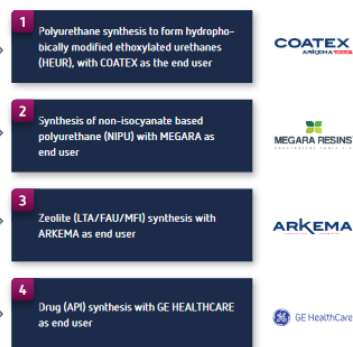 1
Polyurethane synthesis to form hydropho-
bically modified ethoxylated urethanes
(HEUR), with COATEX as the end user
COATEX
ARKEMA
2
Synthesis of non-isocyanate based
polyurethane (NIPU) with MEGARA as
end user
MEGARA RESINS
3
Zeolite (LTA/FAU/MFI) synthesis with
ARKEMA as end user
ARKEMA
4
Drug (API) synthesis with GE HEALTHCARE
as end user
GE HealthCare